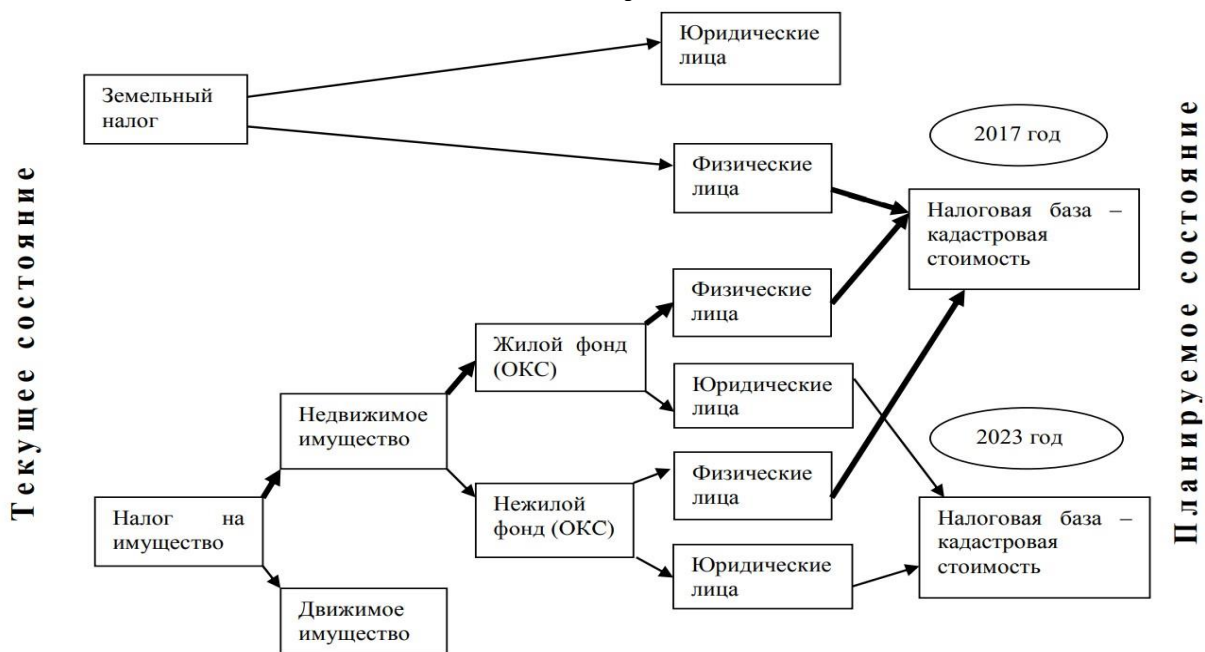 Текущее состояние
Земельный
налог
Налог на
имущество
Недвижимое
имущество
Движимое
имущество
Жилой фонд
(ОКС)
Нежилой
фонд (ОКС)
Юридические
лица
Физические
лица
Физические
лица
Юридические
лица
Физические
лица
Юридические
лица
2017 год
Налоговая база –
кадастровая
стоимость
2023 год
Налоговая база –
кадастровая
стоимость
Планируемое состояние